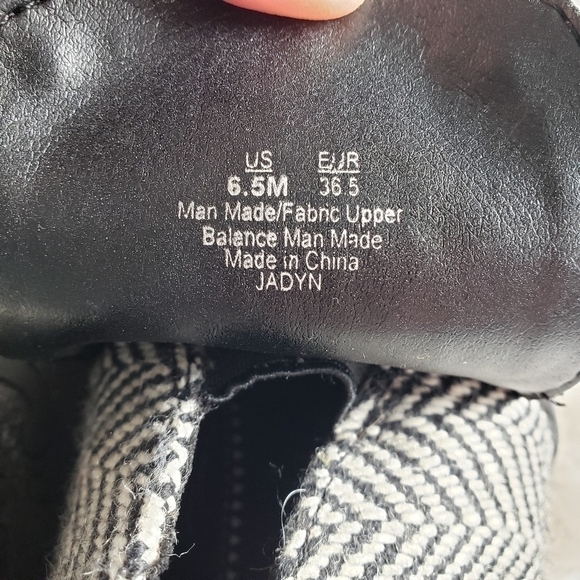 US EUR
6.5M 36.5
Man Made/Fabric Upper
Balance Man Made
Made in China
JADYN